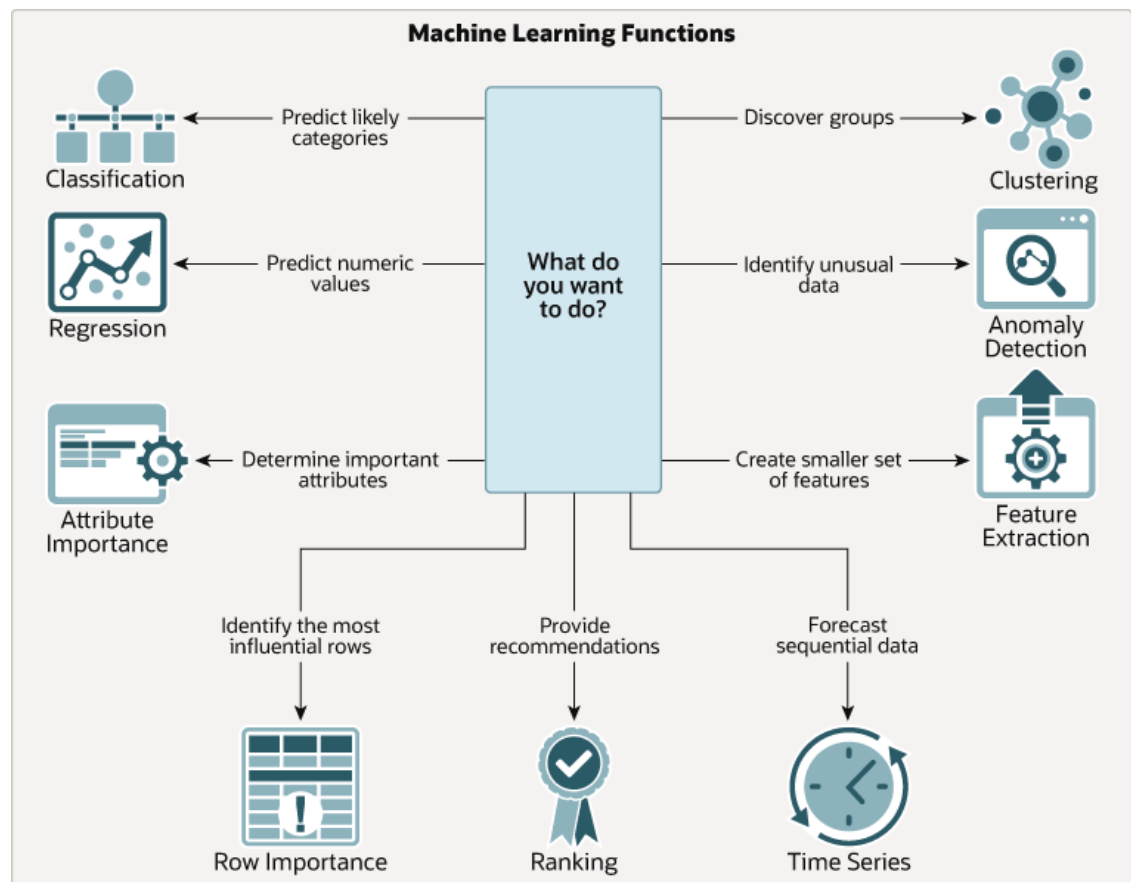 Machine Learning Functions
Predict likely
categories
Classification
Discover groups
Clustering
Predict numeric
values
Regression
What do
you want
to do?
Identify unusual
data
Anomaly
Detection
Determine important
attributes
Attribute
Importance
Create smaller set
of features
Feature
Extraction
Identify the most
influential rows
Row Importance
Provide
recommendations
Ranking
Forecast
sequential data
Time Series